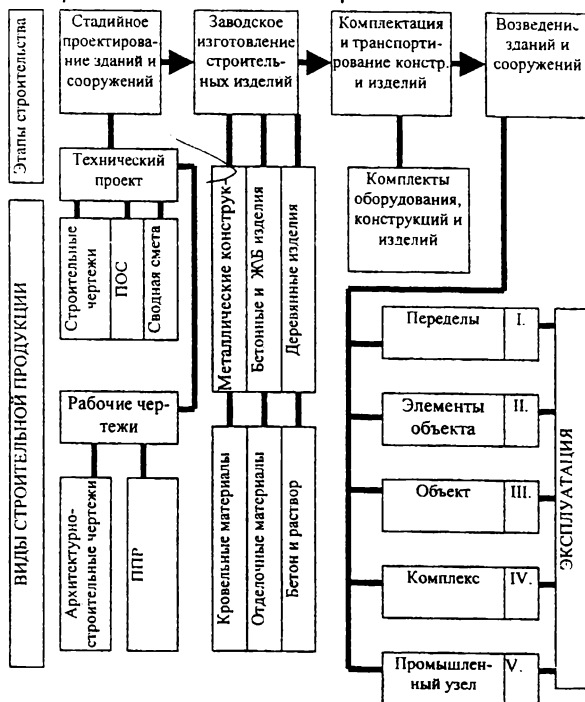 Этапы строительства
Стадийное
проектирова-
ние зданий и
сооружений
Заводское
изготовление
строитель-
ных изделий
Комплектация
и транспорти-
рование констр.
и изделий
Возведение
зданий и
сооружений
Технический
проект
Строительные
чертежи
ПОС
Сводная смета
Металлические конструк-
Бетонные и Ж\Б изделия
Деревянные изделия
Комплекты
оборудования,
конструкций и
изделий
ВИДЫ СТРОИТЕЛЬНОЙ ПРОДУКЦИИ
Рабочие чер-
тежи
Архитектурно-
строительные чертежи
ППР
Кровельные материалы
Отделочные материалы
Бетон и раствор
Переделы I.
Элементы
объекта
II.
Объект III.
Комплекс IV.
Промышлен-
ный узел
V.
ЭКСПЛУАТАЦИЯ